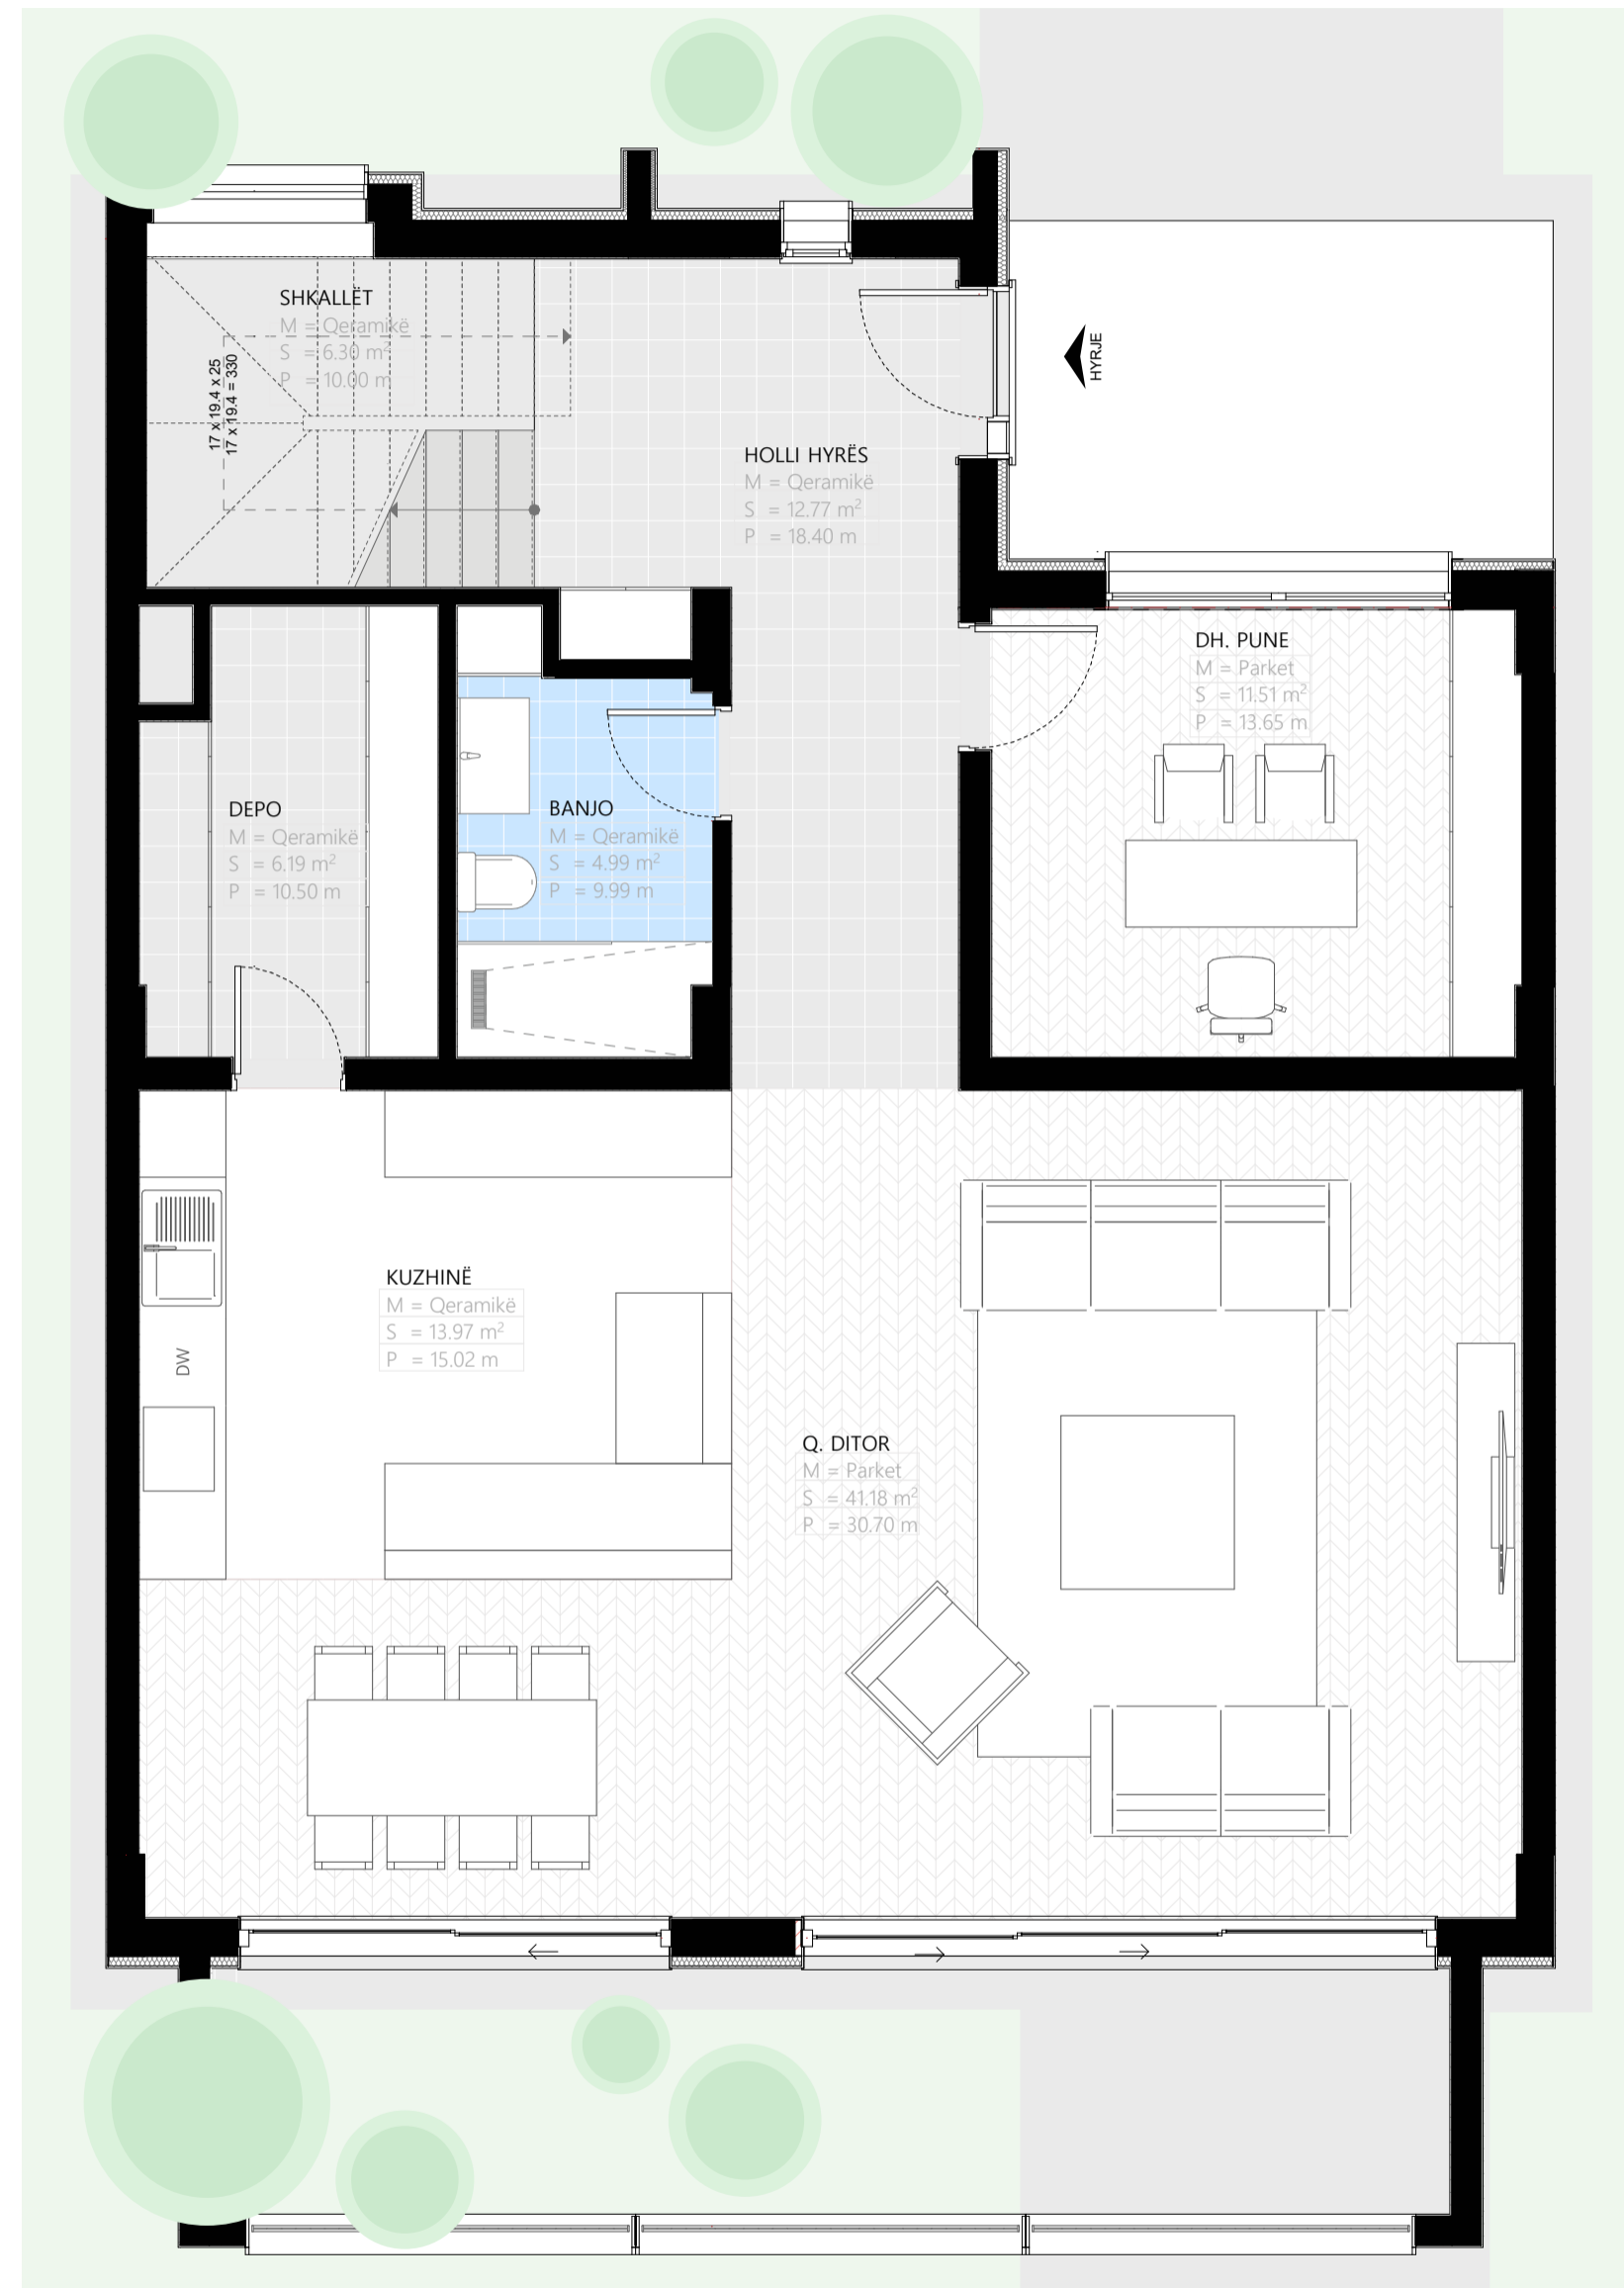 SHKALLËT
M = Qeramikë
S = 6.30 m²
P = 10.00 m
17 x 19.4 x 25
17 x 19.4 = 330
HYRJE
HOLLI HYRËS
M = Qeramikë
S = 12.77 m²
P = 18.40 m
DH. PUNE
M = Parket
S = 11.51 m²
P = 13.65 m
DEPO
M = Qeramikë
S = 6.19 m²
P = 10.50 m
BANJO
M = Qeramikë
S = 4.99 m²
P = 9.99 m
KUZHINË
M = Qeramikë
S = 13.97 m²
P = 15.02 m
DW
Q. DITOR
M = Parket
S = 41.18 m²
P = 30.70 m